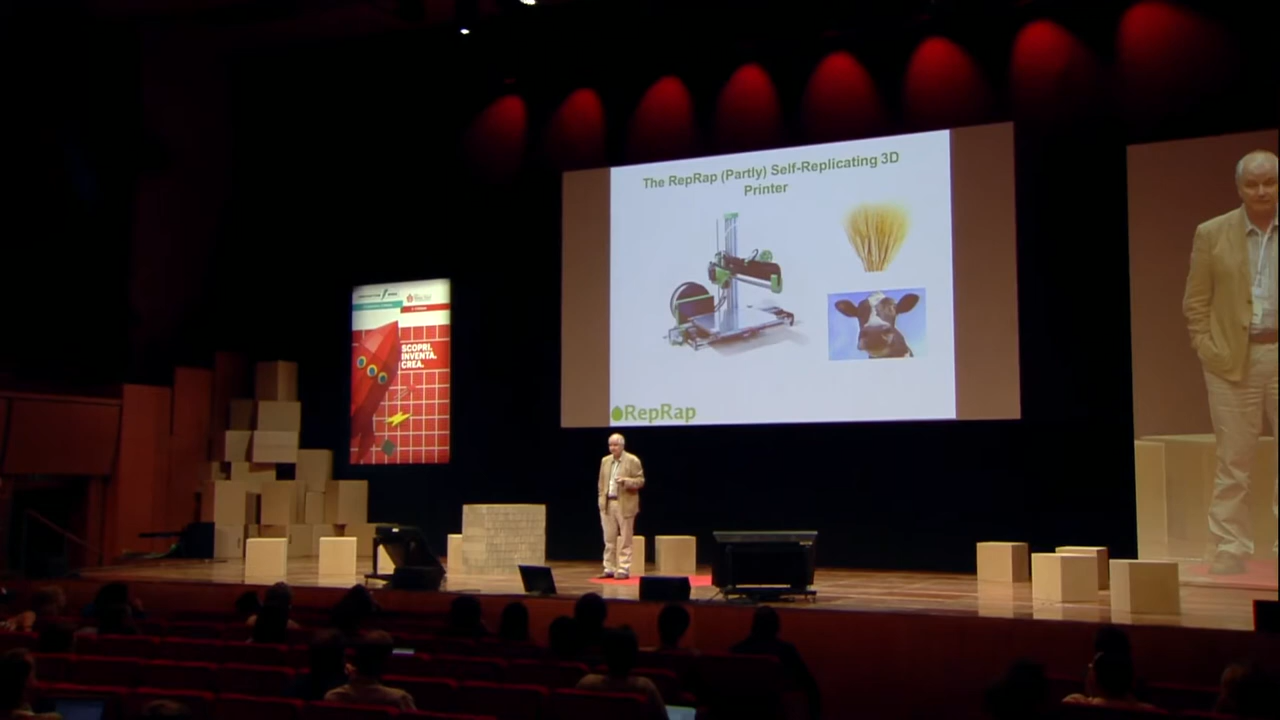 The RepRap (Partly) Self-Replicating 3D
Printer
RepRap
SCOPRI.
INVENTA.
CREA.